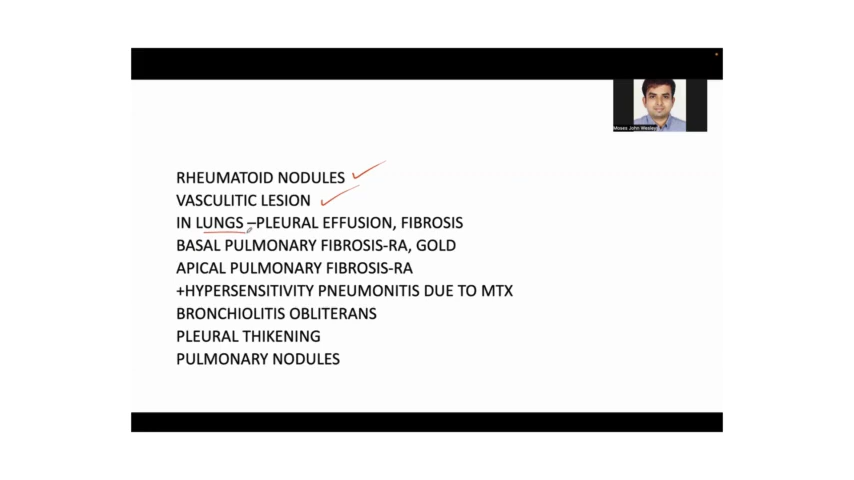 Moses John Wesley
RHEUMATOID NODULES
VASCULITIC LESION
IN LUNGS –PLEURAL EFFUSION, FIBROSIS
BASAL PULMONARY FIBROSIS-RA, GOLD
APICAL PULMONARY FIBROSIS-RA
+HYPERSENSITIVITY PNEUMONITIS DUE TO MTX
BRONCHIOLITIS OBLITERANS
PLEURAL THIKENING
PULMONARY NODULES